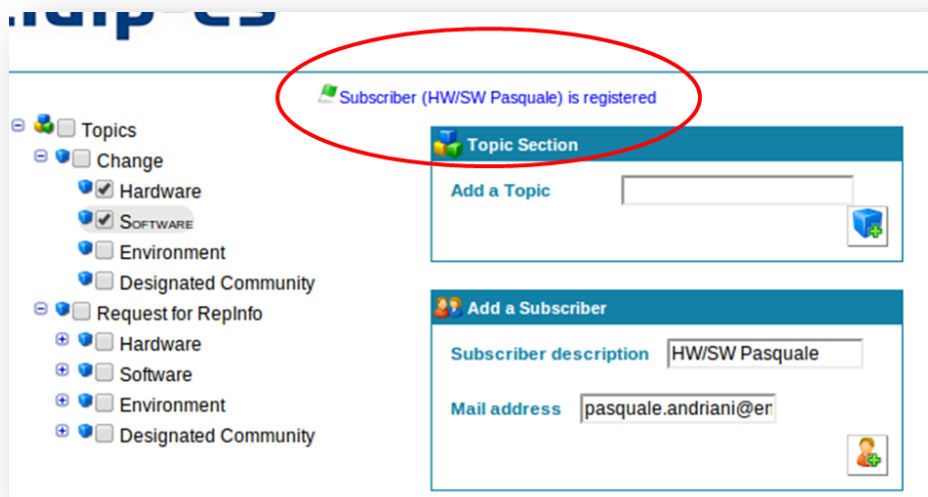 Subscriber (HW/SW Pasquale) is registered
Topics
Change
Hardware
SOFTWARE
Environment
Designated Community
Request for RepInfo
Hardware
Software
Environment
Designated Community
Topic Section
Add a Topic
Add a Subscriber
Subscriber description HW/SW Pasquale
Mail address pasquale.andriani@en